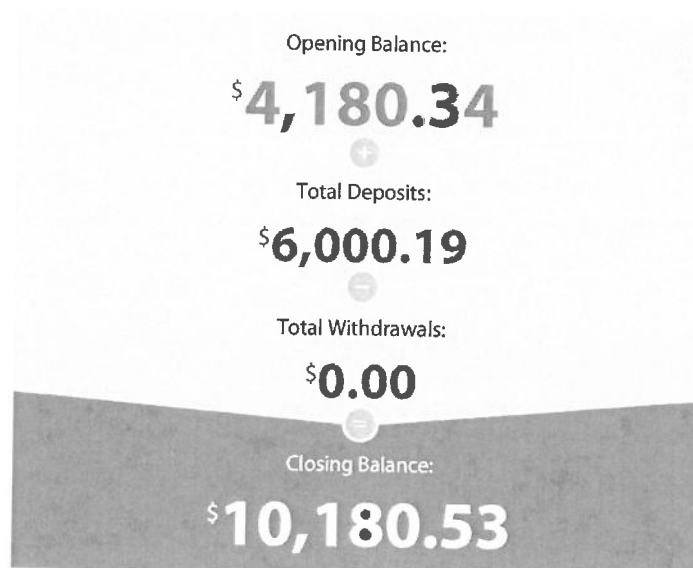 Opening Balance:
$4,180.34
+
Total Deposits:
$6,000.19
−
Total Withdrawals:
$0.00
=
Closing Balance:
$10,180.53